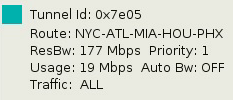 Tunnel Id: 0x7e05
Route: NYC-ATL-MIA-HOU-PHX
ResBw: 177 Mbps  Priority: 1
Usage: 19 Mbps  Auto Bw: OFF
Traffic:  ALL